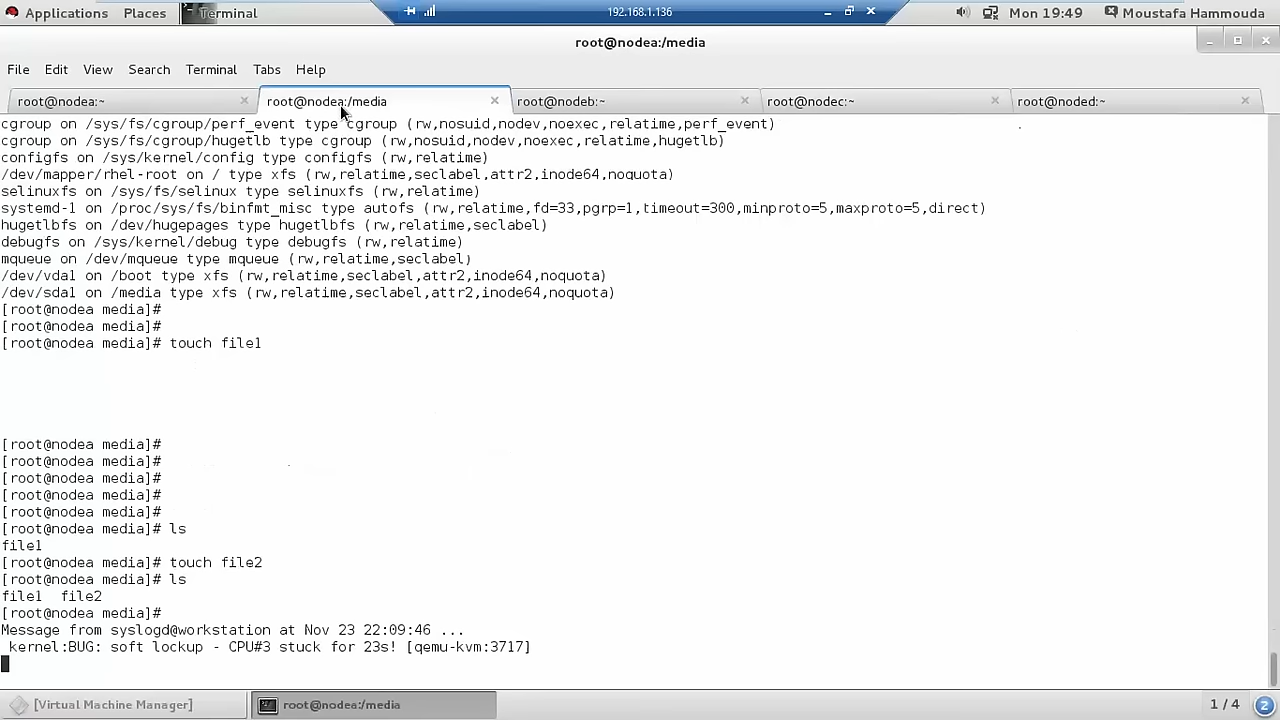 Applications Places Terminal 192.168.1.136 Mon 19:49 Moustafa Hammouda
root@nodea:/media
File Edit View Search Terminal Tabs Help
root@nodea:~ root@nodea:/media root@nodeb:~ root@nodec:~ root@noded:~
cgroup on /sys/fs/cgroup/perf_event type cgroup (rw,nosuid,nodev,noexec,relatime,perf_event)
cgroup on /sys/fs/cgroup/hugetlb type cgroup (rw,nosuid,nodev,noexec,relatime,hugetlb)
configfs on /sys/kernel/config type configfs (rw,relatime)
/dev/mapper/rhel-root on / type xfs (rw,relatime,seclabel,attr2,inode64,noquota)
selinuxfs on /sys/fs/selinux type selinuxfs (rw,relatime)
systemd-1 on /proc/sys/fs/binfmt_misc type autofs (rw,relatime,fd=33,pgrp=1,timeout=300,minproto=5,maxproto=5,direct)
hugetlbfs on /dev/hugepages type hugetlbfs (rw,relatime,seclabel)
debugfs on /sys/kernel/debug type debugfs (rw,relatime)
mqueue on /dev/mqueue type mqueue (rw,relatime,seclabel)
/dev/vda1 on /boot type xfs (rw,relatime,seclabel,attr2,inode64,noquota)
/dev/sda1 on /media type xfs (rw,relatime,seclabel,attr2,inode64,noquota)
[root@nodea media]#
[root@nodea media]#
[root@nodea media]# touch file1
[root@nodea media]#
[root@nodea media]#
[root@nodea media]#
[root@nodea media]#
[root@nodea media]#
[root@nodea media]# ls
file1
[root@nodea media]# touch file2
[root@nodea media]# ls
file1  file2
[root@nodea media]#
Message from syslogd@workstation at Nov 23 22:09:46 ...
kernel:BUG: soft lockup - CPU#3 stuck for 23s! [qemu-kvm:3717]
[Virtual Machine Manager] root@nodea:/media 1 / 4 2